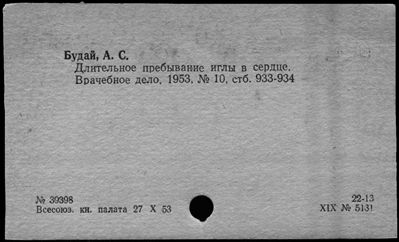 Будай, А. С.
Длительное пребывание иглы в сердце.
Врачебное дело, 1953, № 10, стб. 933-934
№ 39398
Всесоюз. кн. палата 27 X 53
22-13
XIX № 5131